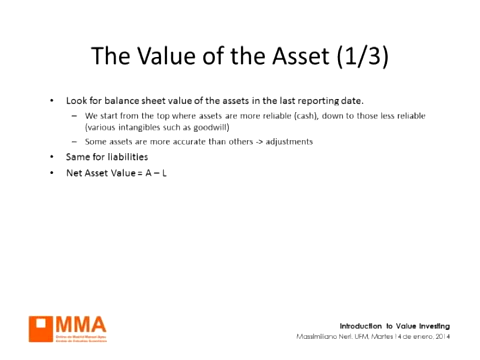 The Value of the Asset (1/3)
• Look for balance sheet value of the assets in the last reporting date.
– We start from the top where assets are more reliable (cash), down to those less reliable
(various intangibles such as goodwill)
– Some assets are more accurate than others -> adjustments
• Same for liabilities
• Net Asset Value = A – L
MMA
Introduction to Value Investing
Massimiliano Neri, UFM, Martes 14 de enero, 2014